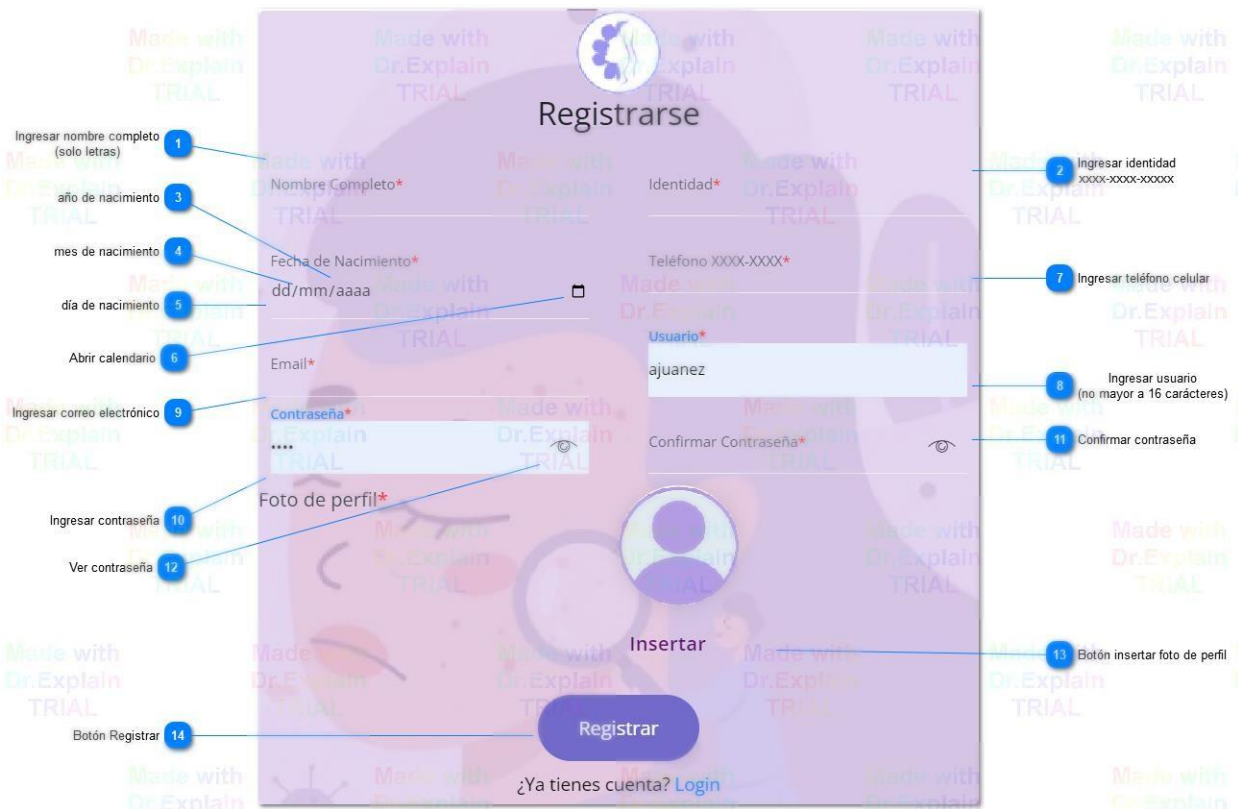 Registrarse
Ingresar nombre completo
(solo letras)
1
Nombre Completo*
Identidad*
2
Ingresar identidad
xxxx-xxxx-xxxxx
año de nacimiento
3
mes de nacimiento
4
Fecha de Nacimiento*
dd/mm/aaaa
Teléfono XXXX-XXXX*
7
Ingresar teléfono celular
día de nacimiento
5
Abrir calendario
6
Email*
Usuario*
ajuanez
8
Ingresar usuario
(no mayor a 16 carácteres)
Ingresar correo electrónico
9
Contraseña*
••••
Confirmar Contraseña*
11
Confirmar contraseña
Foto de perfil*
Ingresar contraseña
10
Ver contraseña
12
Insertar
13
Botón insertar foto de perfil
Botón Registrar
14
Registrar
¿Ya tienes cuenta? Login
Made with
Dr.Explain
TRIAL